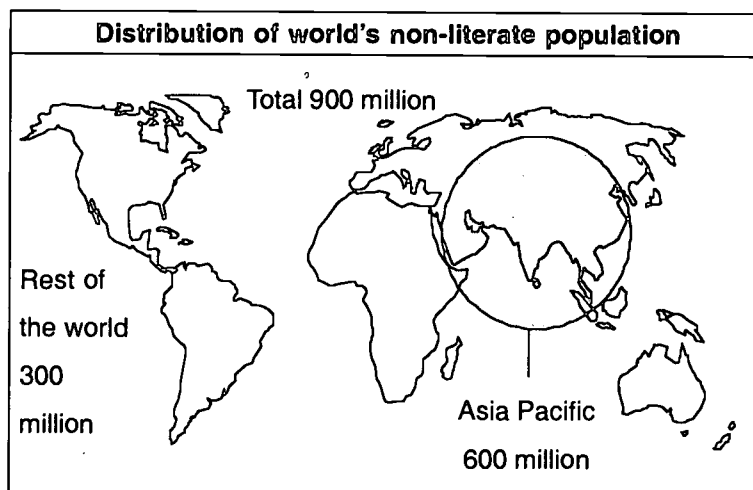 Distribution of world's non-literate population
Total 900 million
Rest of
the world
300
million
Asia Pacific
600 million